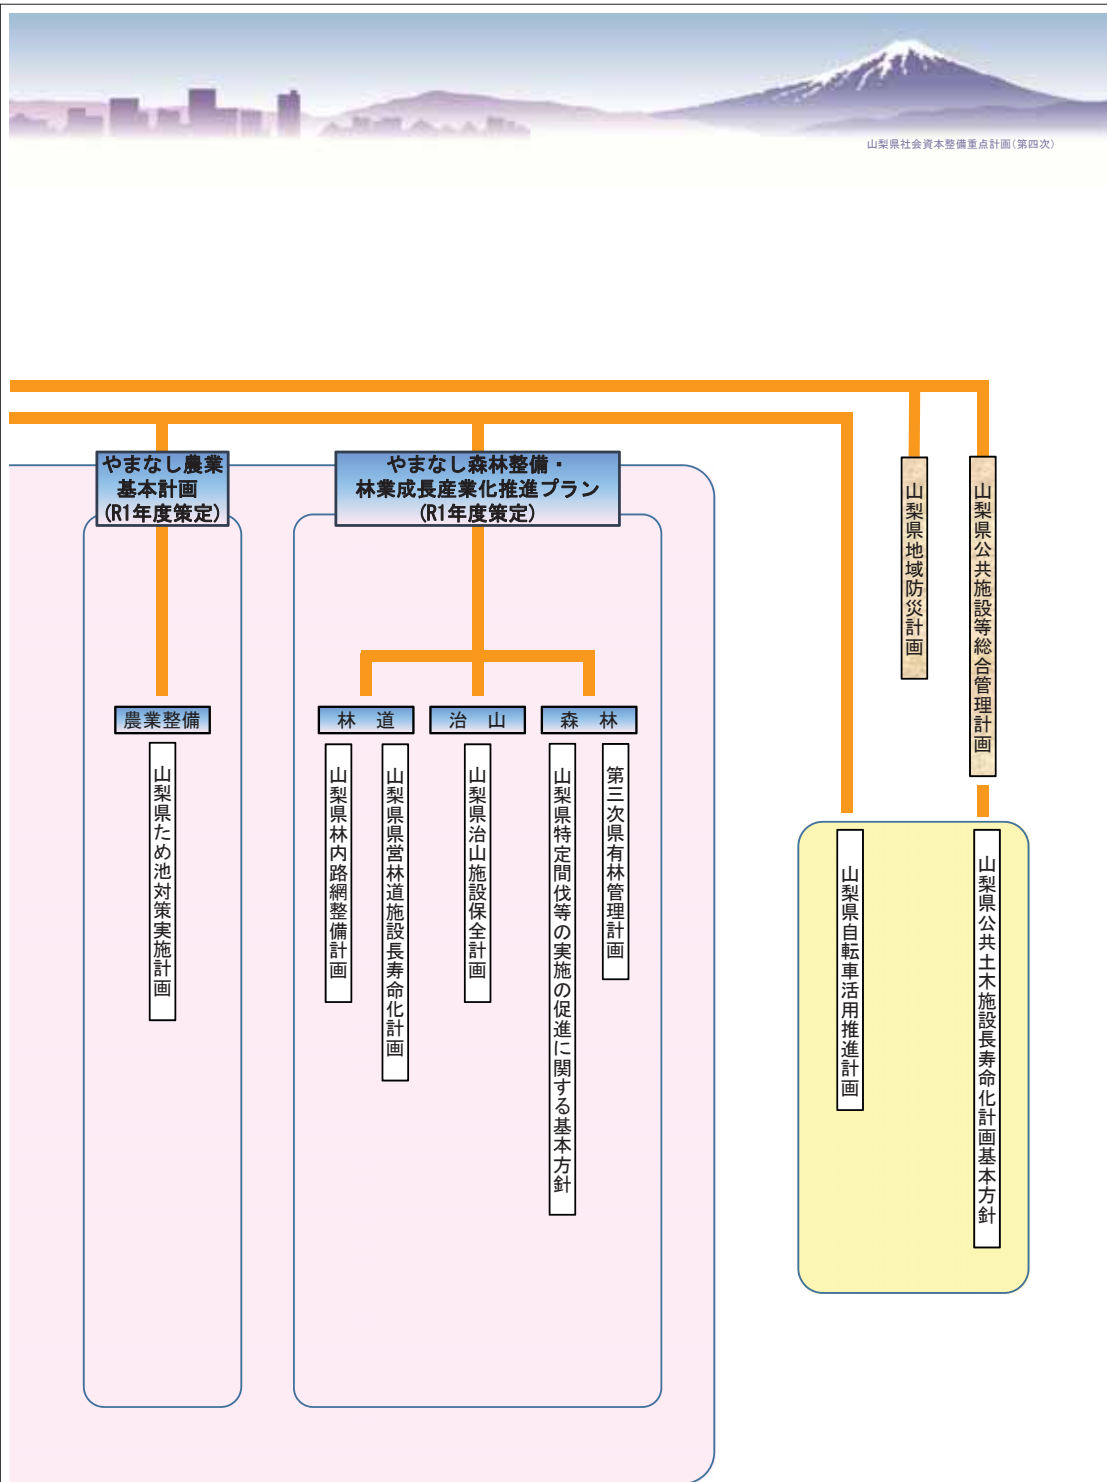 山梨県社会資本整備重点計画(第四次)
やまなし農業
基本計画
(R1年度策定)
やまなし森林整備・
林業成長産業化推進プラン
(R1年度策定)
山梨県地域防災計画
山梨県公共施設等総合管理計画
農業整備
林 道
治 山
森 林
山梨県ため池対策実施計画
山梨県林内路網整備計画
山梨県県営林道施設長寿命化計画
山梨県治山施設保全計画
山梨県特定間伐等の実施の促進に関する基本方針
第三次県有林管理計画
山梨県自転車活用推進計画
山梨県公共土木施設長寿命化計画基本方針